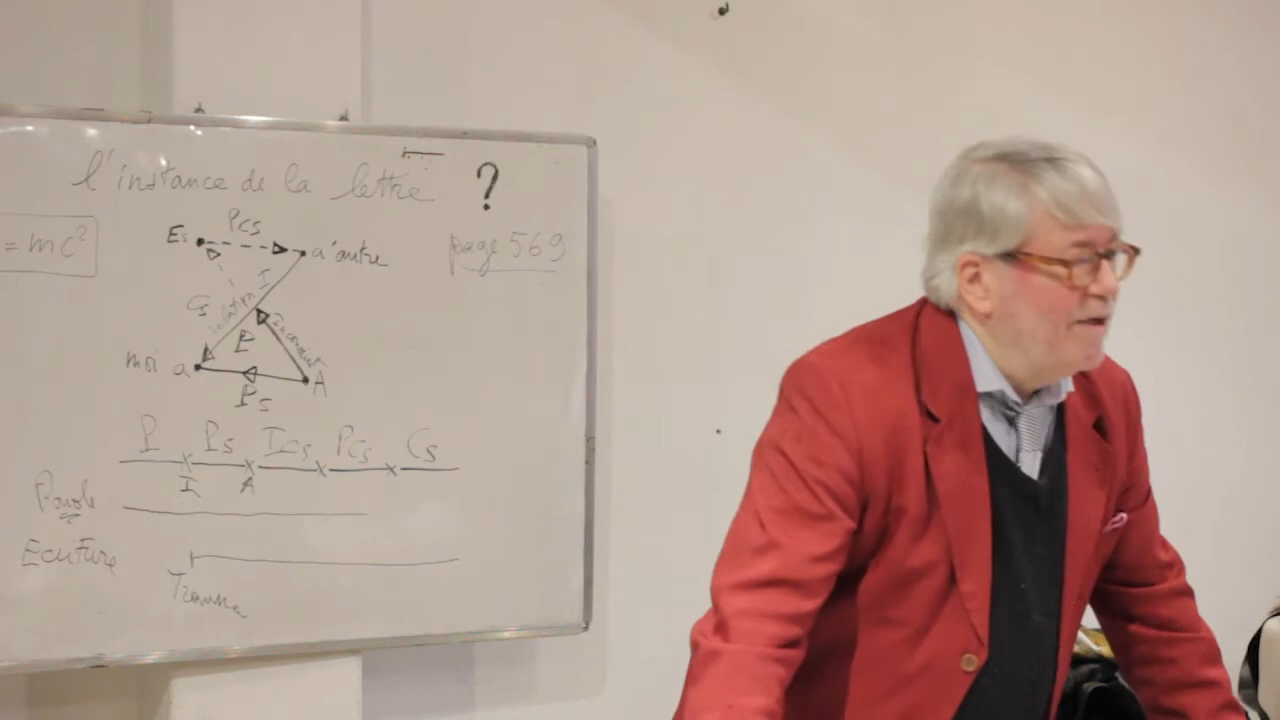 l'instance de la lettre ?
= mc²
page 569
Pcs
Es
a'autre
I
Cs
relation
Inconscient
P
moi a
A
Ps
P Ps Ics Pcs Cs
I A
Parole
Ecriture
Trauma